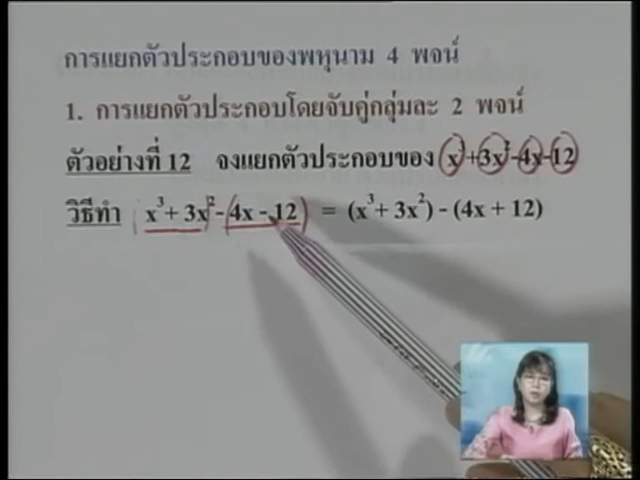 การแยกตัวประกอบของพหุนาม 4 พจน์
1. การแยกตัวประกอบโดยจับคู่กลุ่มละ 2 พจน์
ตัวอย่างที่ 12 จงแยกตัวประกอบของ x³+3x²-4x-12
วิธีทำ x³+ 3x² - (4x - 12) = (x³+ 3x²) - (4x + 12)